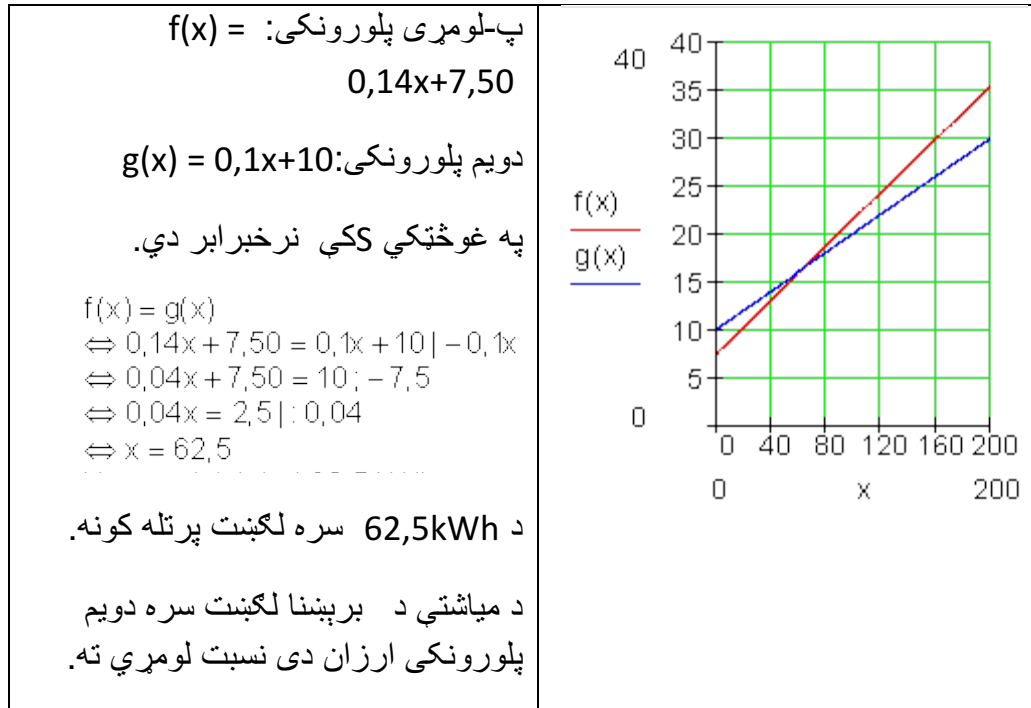 پ-لومړی پلورونکی: f(x) =
0,14x+7,50
دویم پلورونکی:g(x) = 0,1x+10
په غوڅټکي Sکې نرخبرابر دي.
f(x) = g(x)
⇔ 0,14x + 7,50 = 0,1x + 10 | − 0,1x
⇔ 0,04x + 7,50 = 10 ; − 7,5
⇔ 0,04x = 2,5 | : 0,04
⇔ x = 62,5
د 62,5kWh سره لګښت پرتله کونه.
د میاشتې د برېښنا لګښت سره دویم
پلورونکی ارزان دی نسبت لومړي ته.
40
0
f(x)
g(x)
40
35
30
25
20
15
10
5
0 40 80 120 160 200
0 x 200